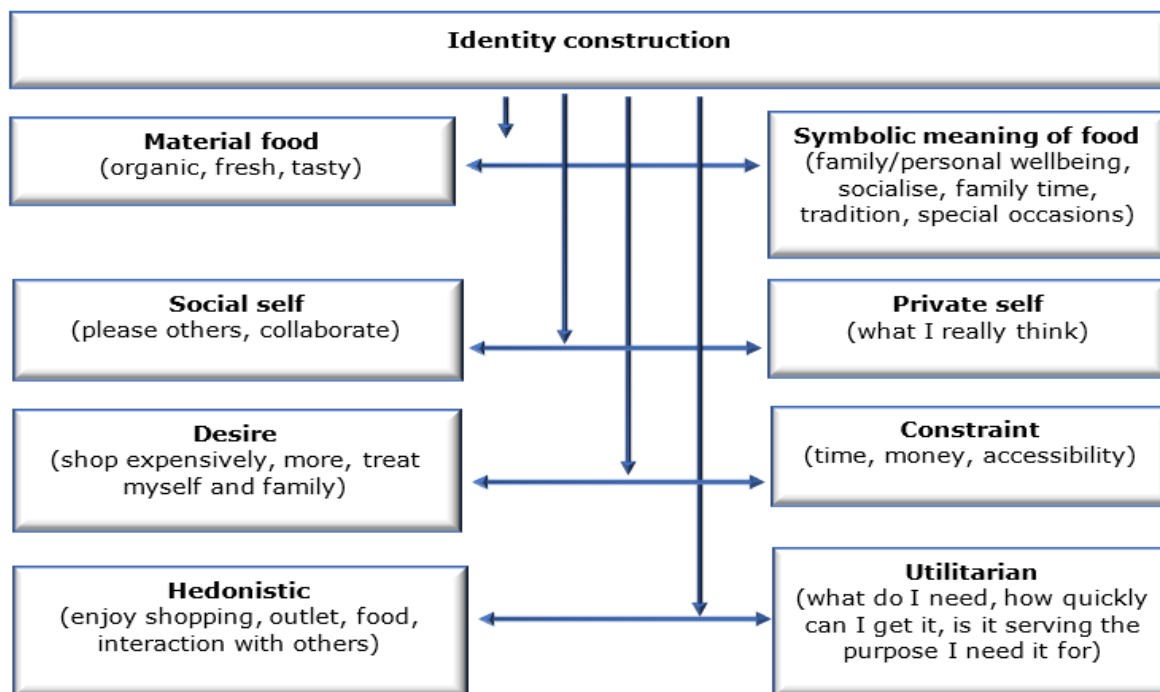 Identity construction
Material food
(organic, fresh, tasty)
Symbolic meaning of food
(family/personal wellbeing,
socialise, family time,
tradition, special occasions)
Social self
(please others, collaborate)
Private self
(what I really think)
Desire
(shop expensively, more, treat
myself and family)
Constraint
(time, money, accessibility)
Hedonistic
(enjoy shopping, outlet, food,
interaction with others)
Utilitarian
(what do I need, how quickly
can I get it, is it serving the
purpose I need it for)